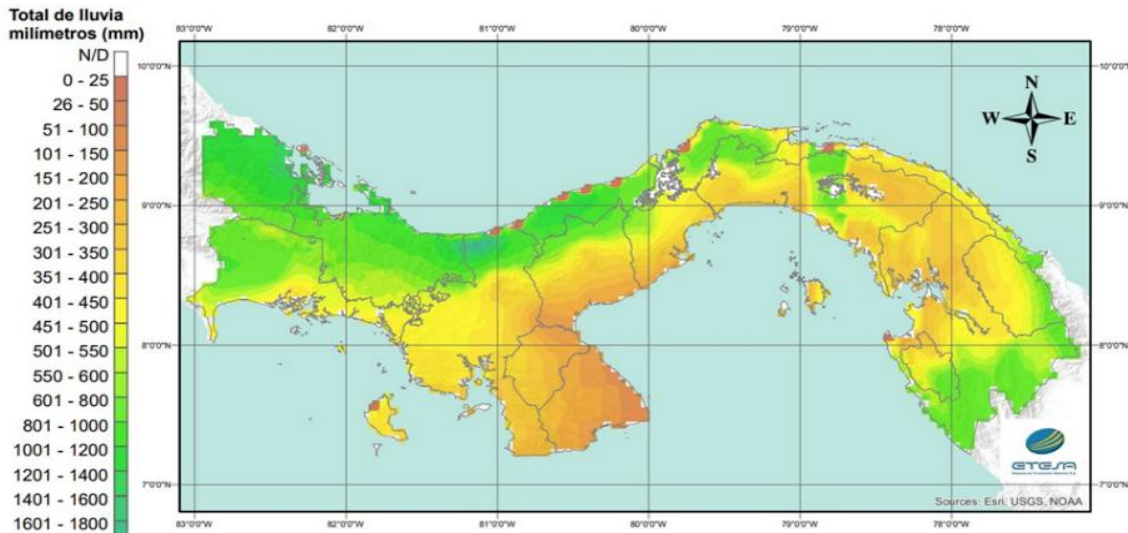 Total de lluvia
milímetros (mm)
N/D
0 - 25
26 - 50
51 - 100
101 - 150
151 - 200
201 - 250
251 - 300
301 - 350
351 - 400
401 - 450
451 - 500
501 - 550
550 - 600
601 - 800
801 - 1000
1001 - 1200
1201 - 1400
1401 - 1600
1601 - 1800
83°0'0"W 82°0'0"W 81°0'0"W 80°0'0"W 79°0'0"W 78°0'0"W
10°0'0"N 10°0'0"N
N
W E
S
9°0'0"N 9°0'0"N
8°0'0"N 8°0'0"N
ETESA
7°0'0"N 7°0'0"N
Sources: Esri, USGS, NOAA
83°0'0"W 82°0'0"W 81°0'0"W 80°0'0"W 79°0'0"W 78°0'0"W